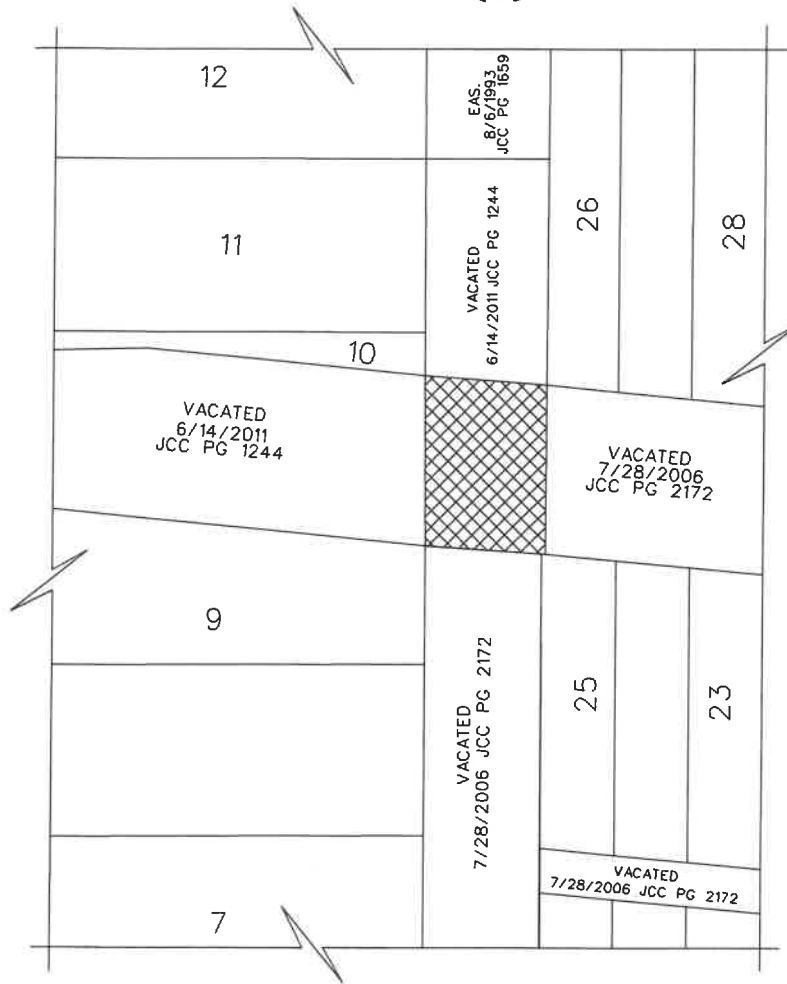 12
EAS.
8/6/1993
JCC PG 1659
11
VACATED
6/14/2011 JCC PG 1244
26
28
10
VACATED
6/14/2011
JCC PG 1244
VACATED
7/28/2006
JCC PG 2172
9
VACATED
7/28/2006 JCC PG 2172
25
23
VACATED
7/28/2006 JCC PG 2172
7